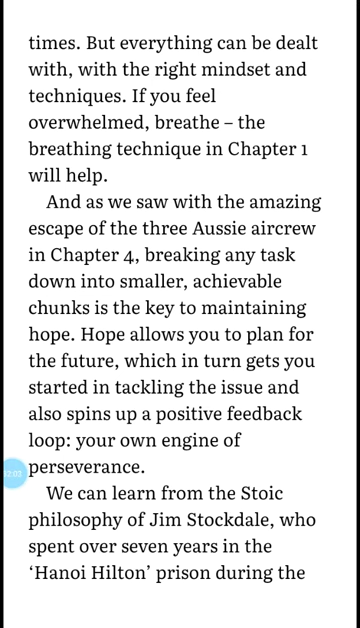 times. But everything can be dealt
with, with the right mindset and
techniques. If you feel
overwhelmed, breathe – the
breathing technique in Chapter 1
will help.
And as we saw with the amazing
escape of the three Aussie aircrew
in Chapter 4, breaking any task
down into smaller, achievable
chunks is the key to maintaining
hope. Hope allows you to plan for
the future, which in turn gets you
started in tackling the issue and
also spins up a positive feedback
loop: your own engine of
perseverance.
We can learn from the Stoic
philosophy of Jim Stockdale, who
spent over seven years in the
‘Hanoi Hilton’ prison during the